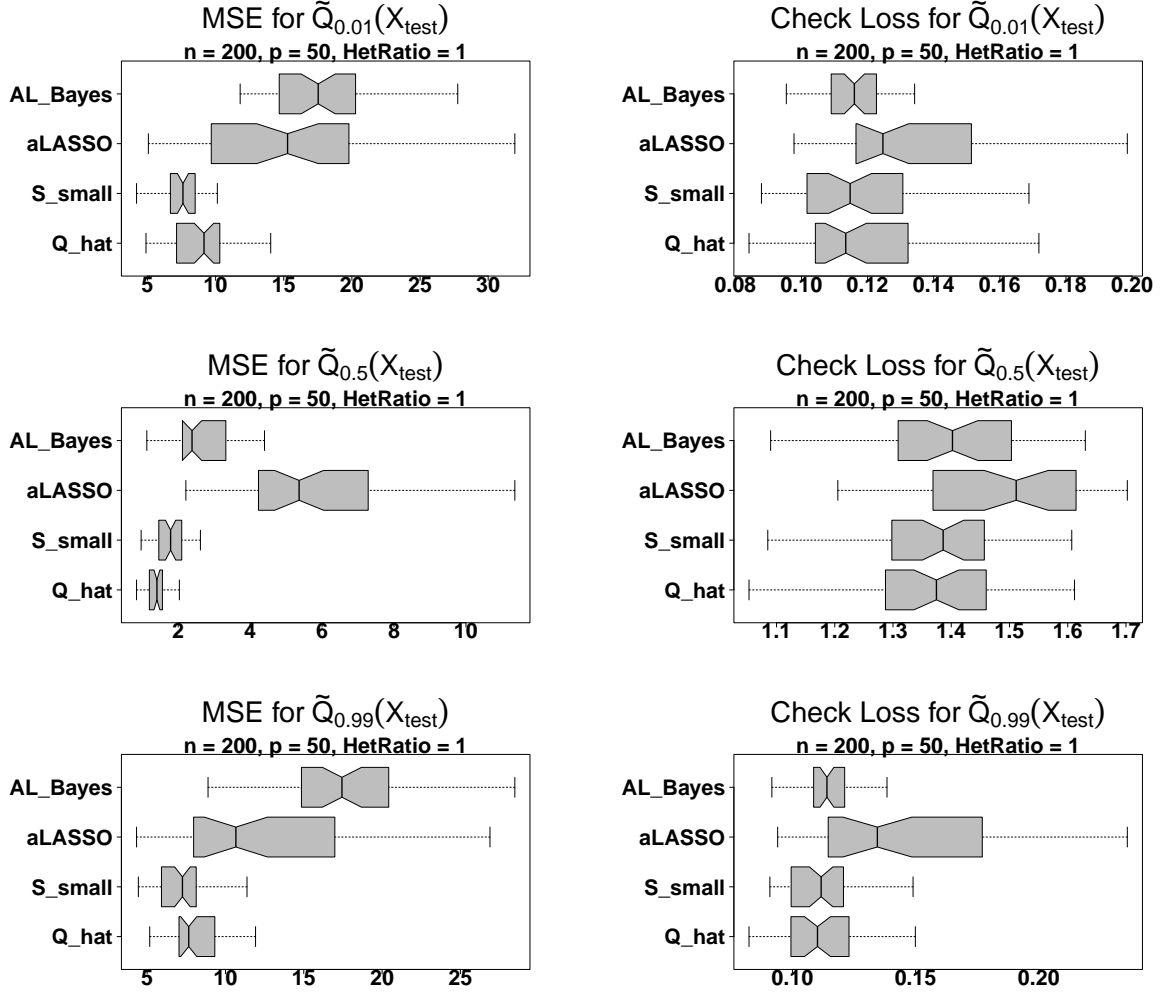 MSE for Q̃0.01(Xtest)
n = 200, p = 50, HetRatio = 1
AL_Bayes
aLASSO
S_small
Q_hat
5 10 15 20 25 30
Check Loss for Q̃0.01(Xtest)
n = 200, p = 50, HetRatio = 1
AL_Bayes
aLASSO
S_small
Q_hat
0.08 0.10 0.12 0.14 0.16 0.18 0.20
MSE for Q̃0.5(Xtest)
n = 200, p = 50, HetRatio = 1
AL_Bayes
aLASSO
S_small
Q_hat
2 4 6 8 10
Check Loss for Q̃0.5(Xtest)
n = 200, p = 50, HetRatio = 1
AL_Bayes
aLASSO
S_small
Q_hat
1.1 1.2 1.3 1.4 1.5 1.6 1.7
MSE for Q̃0.99(Xtest)
n = 200, p = 50, HetRatio = 1
AL_Bayes
aLASSO
S_small
Q_hat
5 10 15 20 25
Check Loss for Q̃0.99(Xtest)
n = 200, p = 50, HetRatio = 1
AL_Bayes
aLASSO
S_small
Q_hat
0.10 0.15 0.20